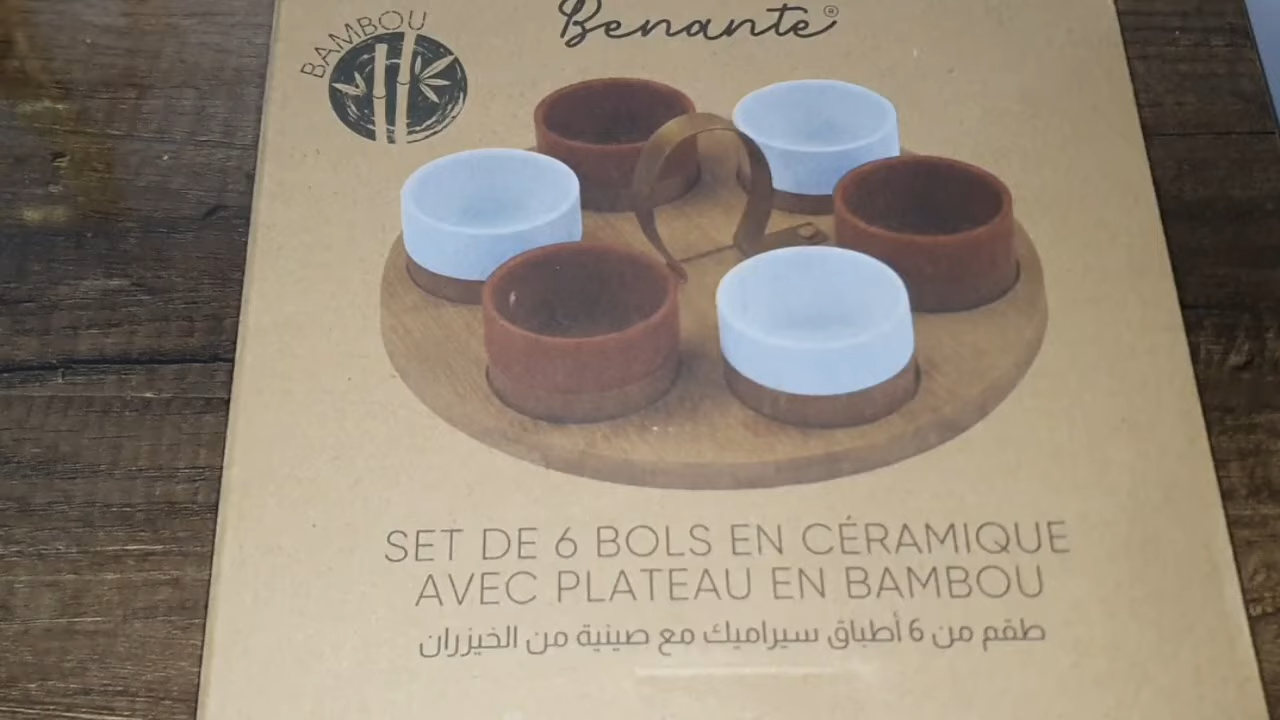 BAMBOU
Benante®
SET DE 6 BOLS EN CÉRAMIQUE
AVEC PLATEAU EN BAMBOU
طقم من 6 أطباق سيراميك مع صينية من الخيزران